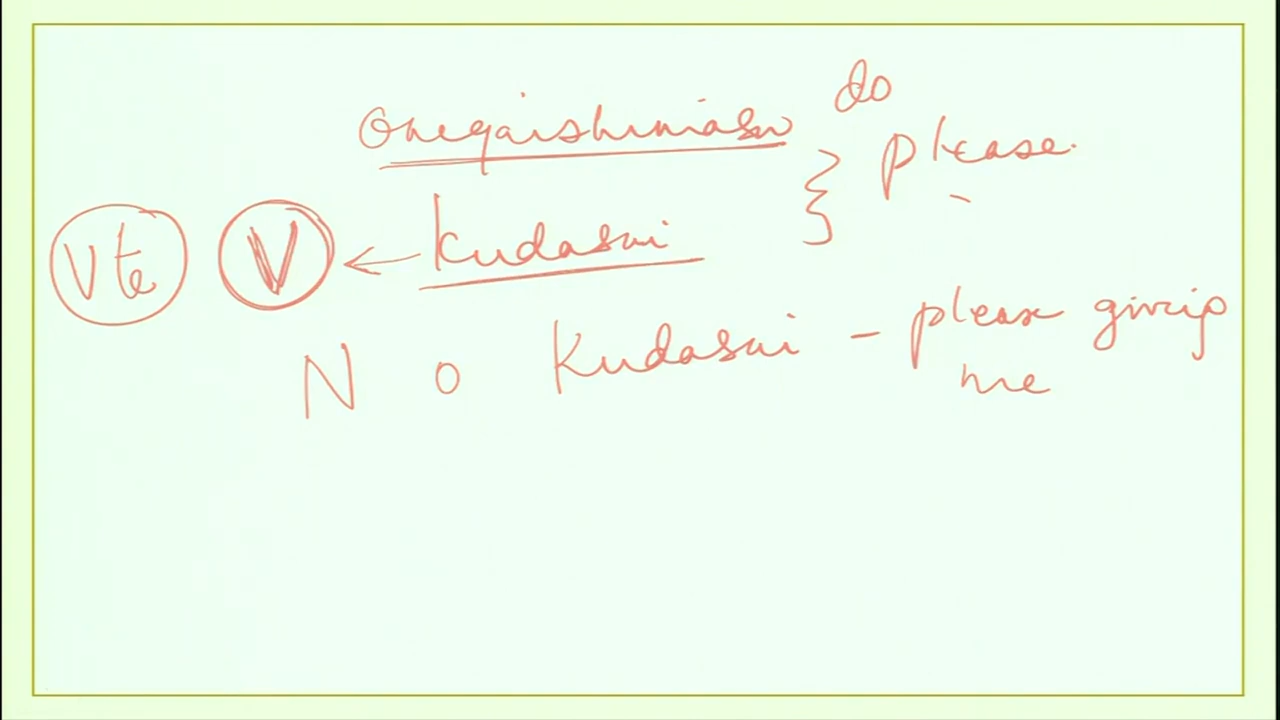 Onegaishimasu } do please.
Vte V ← Kudasai
N o Kudasai – please give
me